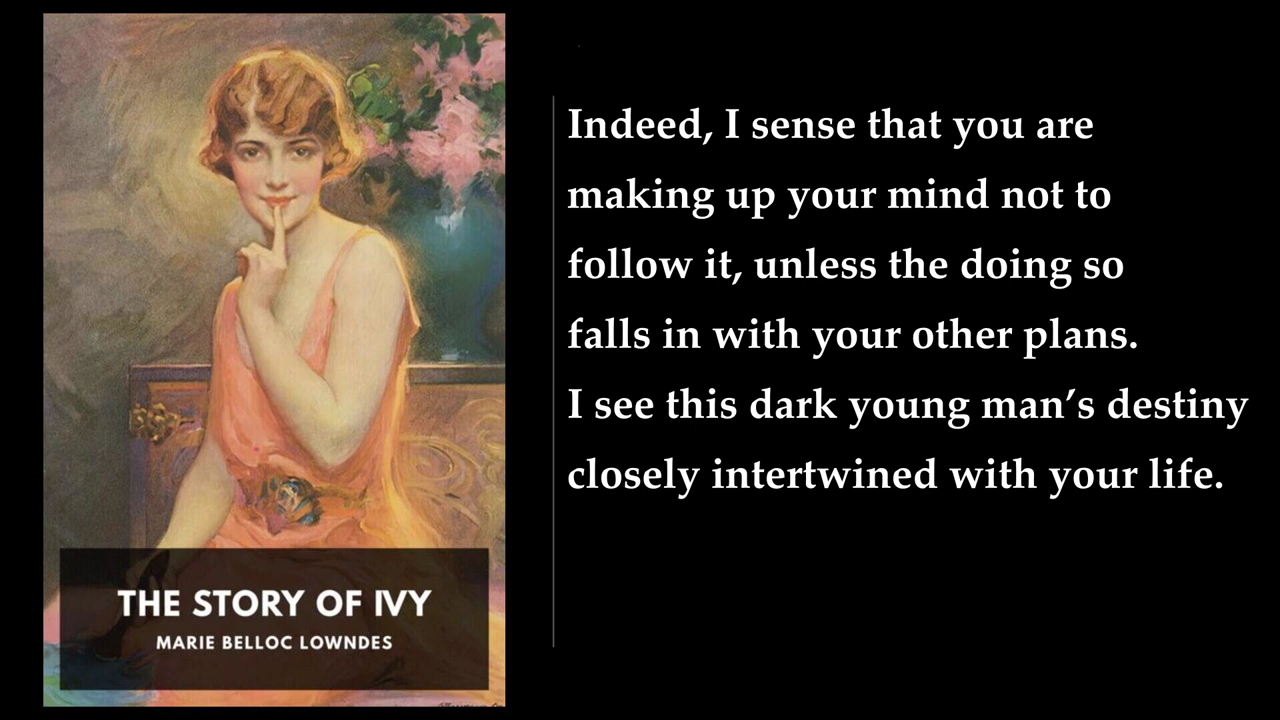 Indeed, I sense that you are
making up your mind not to
follow it, unless the doing so
falls in with your other plans.
I see this dark young man’s destiny
closely intertwined with your life.
THE STORY OF IVY
MARIE BELLOC LOWNDES